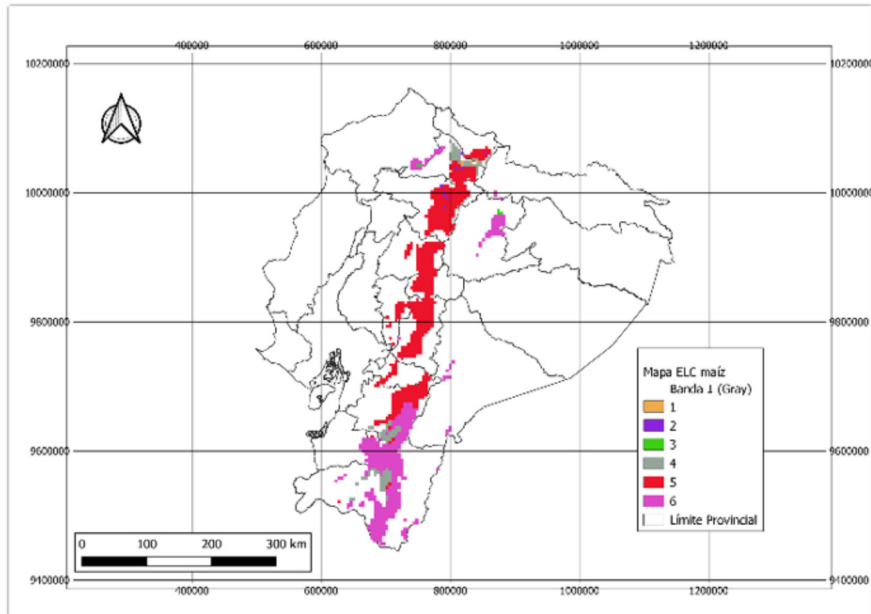 400000 600000 800000 1000000 1200000
10200000 10200000
10000000 10000000
9800000 9800000
9600000 9600000
9400000 9400000
Mapa ELC maíz
Banda 1 (Gray)
1
2
3
4
5
6
Límite Provincial
0 100 200 300 km
400000 600000 800000 1000000 1200000